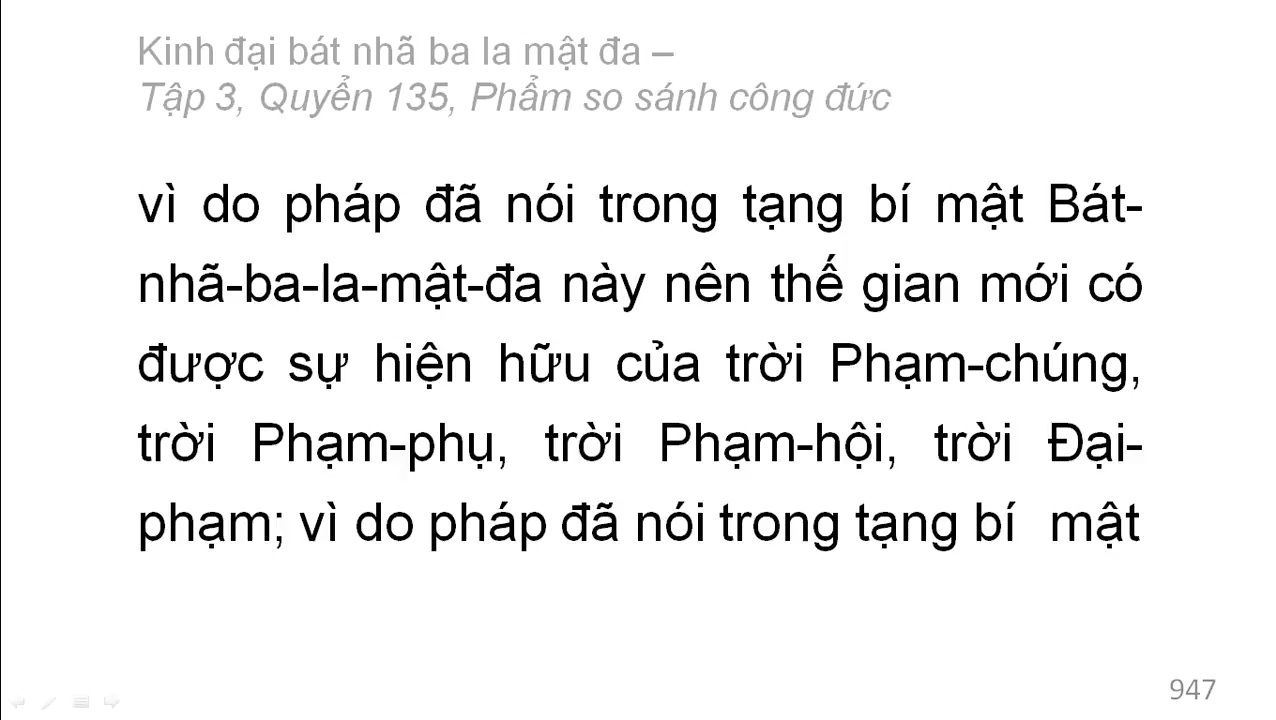 Kinh đại bát nhã ba la mật đa –
Tập 3, Quyển 135, Phẩm so sánh công đức
vì do pháp đã nói trong tạng bí mật Bát-
nhã-ba-la-mật-đa này nên thế gian mới có
được sự hiện hữu của trời Phạm-chúng,
trời Phạm-phụ, trời Phạm-hội, trời Đại-
phạm; vì do pháp đã nói trong tạng bí mật
947